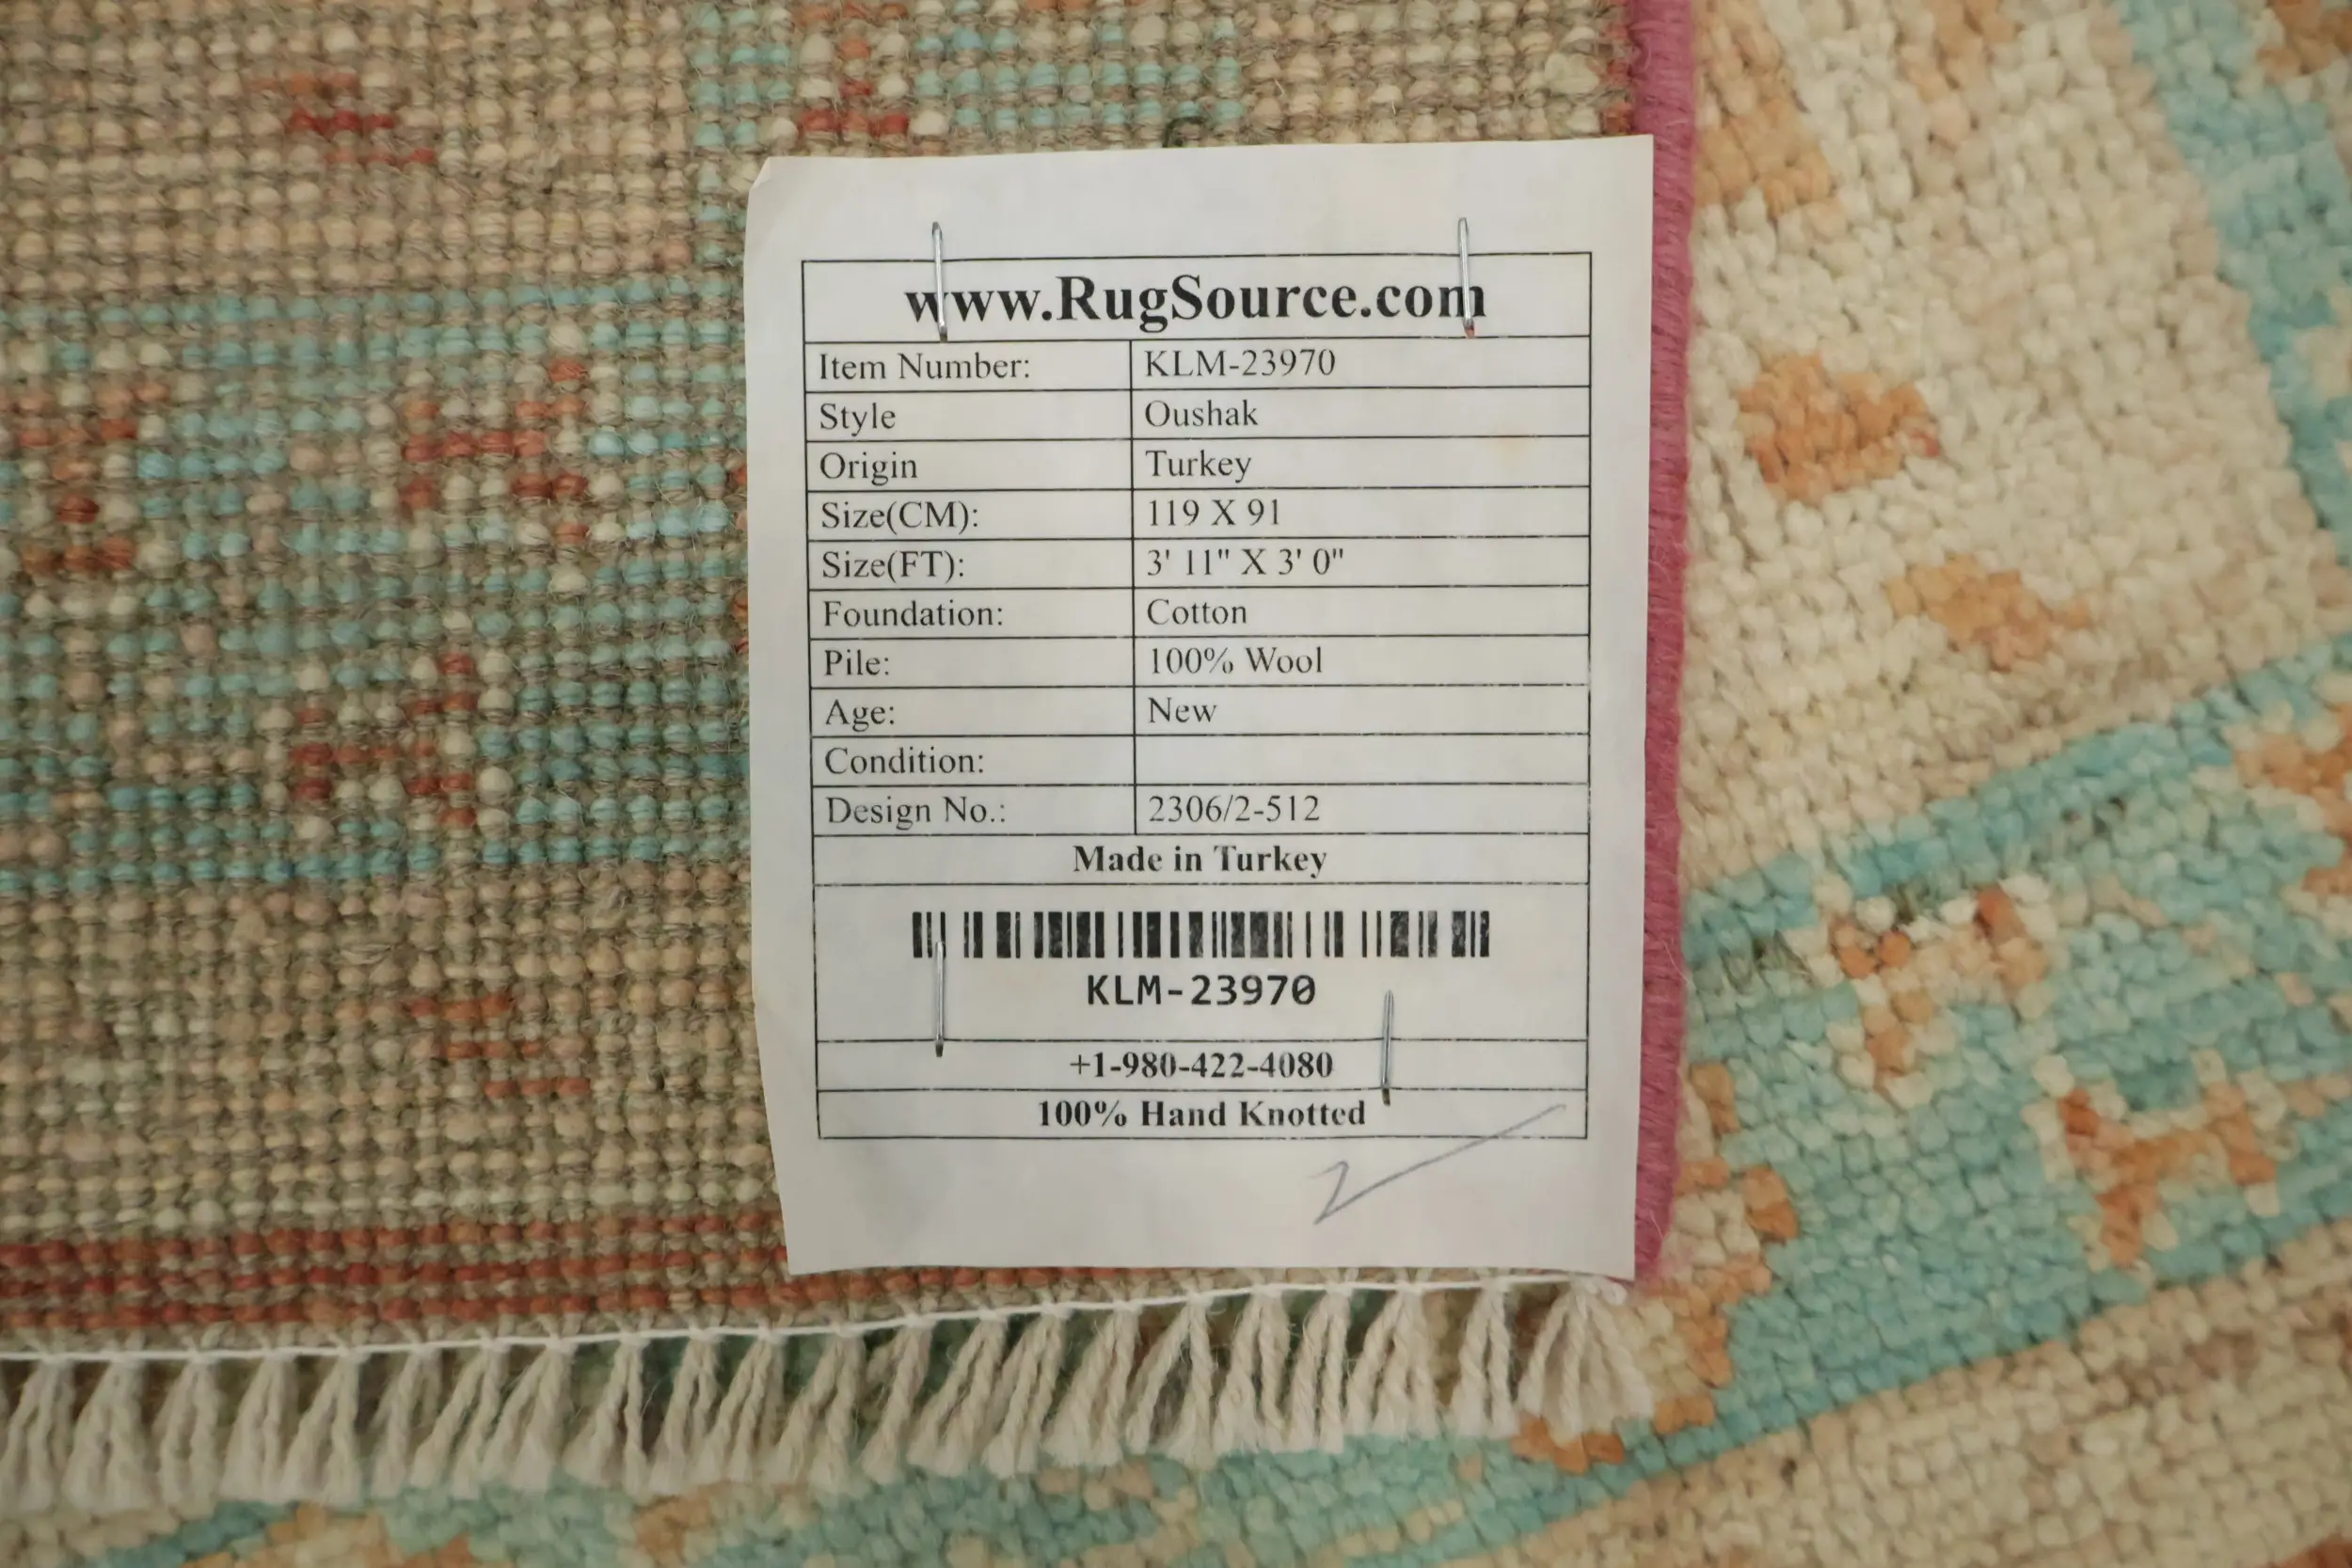 www.RugSource.com
Item Number: KLM-23970
Style Oushak
Origin Turkey
Size(CM): 119 X 91
Size(FT): 3' 11" X 3' 0"
Foundation: Cotton
Pile: 100% Wool
Age: New
Condition:
Design No.: 2306/2-512
Made in Turkey
KLM-23970
+1-980-422-4080
100% Hand Knotted